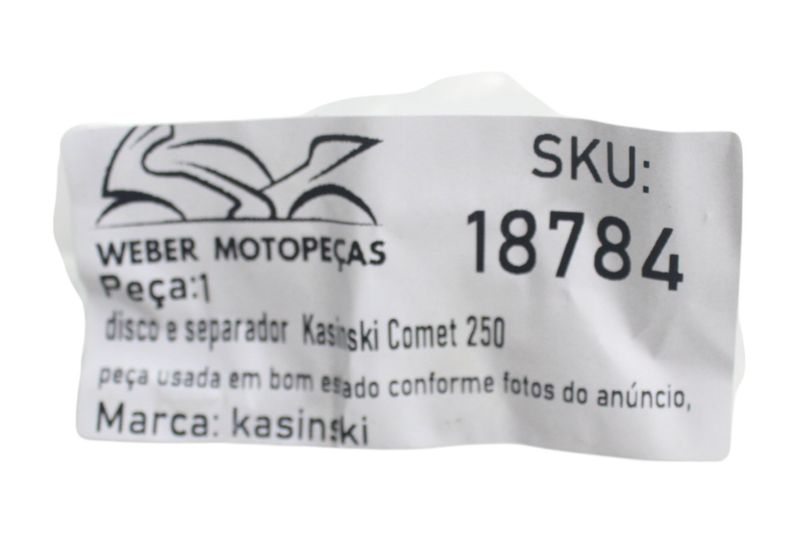 WEBER MOTOPEÇAS
SKU:
18784
Peça:1
disco e separador Kasinski Comet 250
peça usada em bom estado conforme fotos do anúncio,
Marca: kasinski